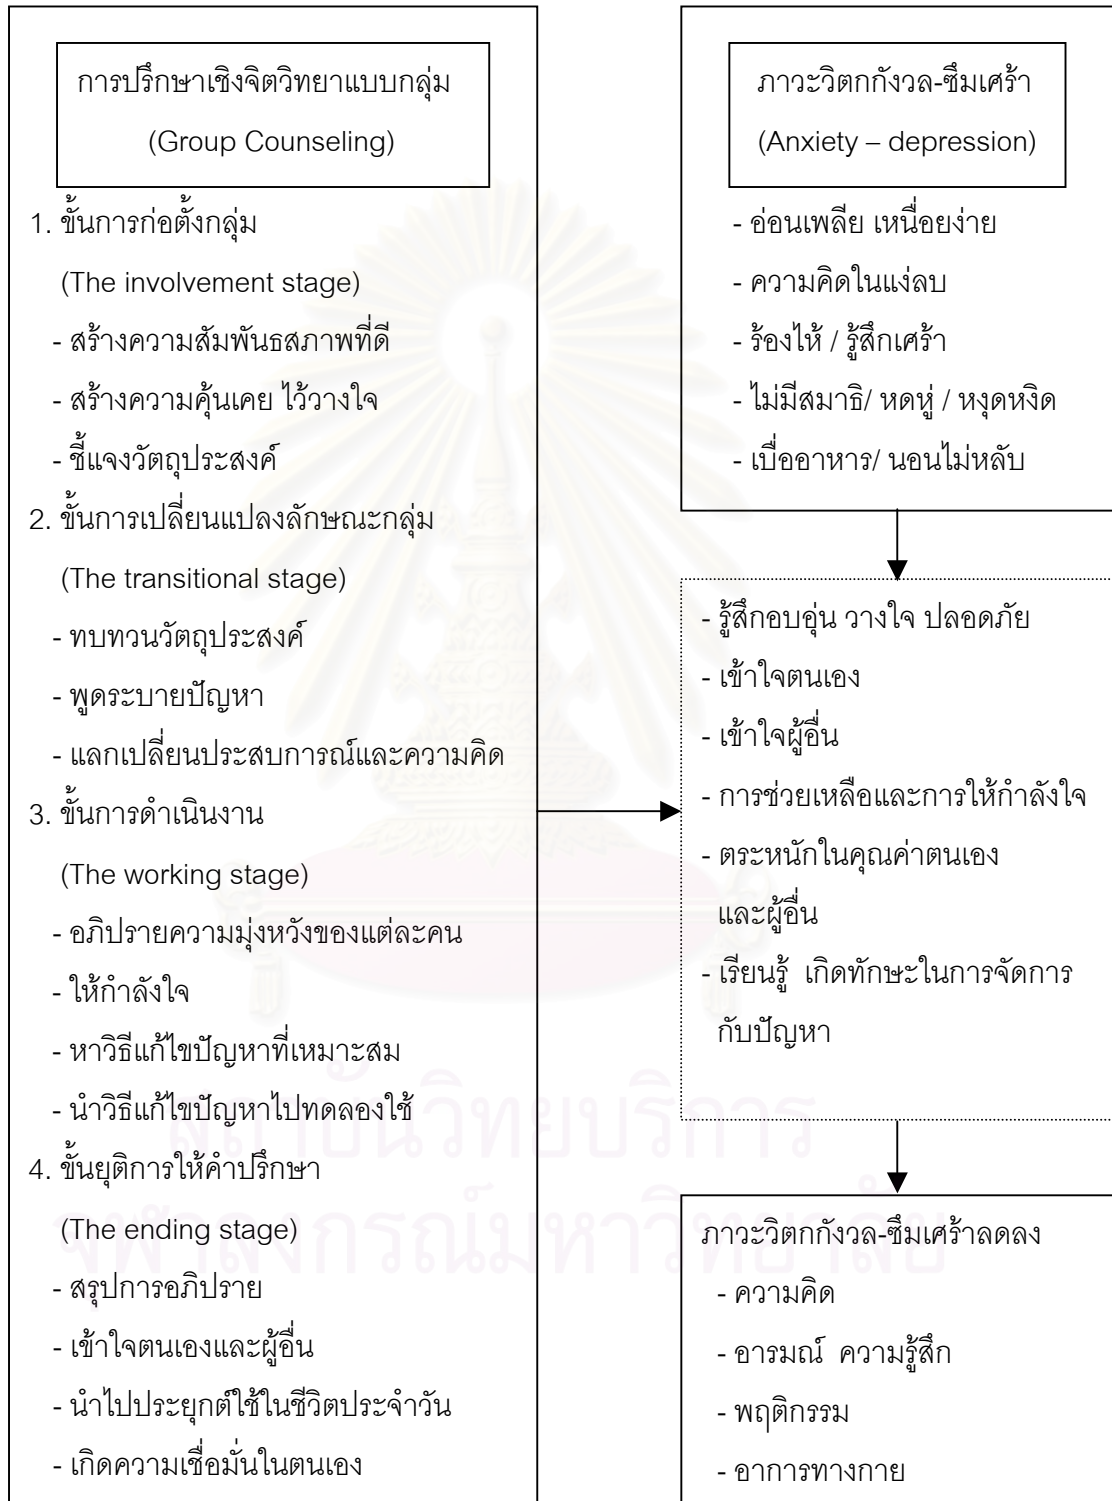 การปรึกษาเชิงจิตวิทยาแบบกลุ่ม
(Group Counseling)
1. ขั้นการก่อตั้งกลุ่ม
(The involvement stage)
- สร้างความสัมพันธสภาพที่ดี
- สร้างความคุ้นเคย ไว้วางใจ
- ชี้แจงวัตถุประสงค์
2. ขั้นการเปลี่ยนแปลงลักษณะกลุ่ม
(The transitional stage)
- ทบทวนวัตถุประสงค์
- พูดระบายปัญหา
- แลกเปลี่ยนประสบการณ์และความคิด
3. ขั้นการดำเนินงาน
(The working stage)
- อภิปรายความมุ่งหวังของแต่ละคน
- ให้กำลังใจ
- หาวิธีแก้ไขปัญหาที่เหมาะสม
- นำวิธีแก้ไขปัญหาไปทดลองใช้
4. ขั้นยุติการให้คำปรึกษา
(The ending stage)
- สรุปการอภิปราย
- เข้าใจตนเองและผู้อื่น
- นำไปประยุกต์ใช้ในชีวิตประจำวัน
- เกิดความเชื่อมั่นในตนเอง
ภาวะวิตกกังวล-ซึมเศร้า
(Anxiety – depression)
- อ่อนเพลีย เหนื่อยง่าย
- ความคิดในแง่ลบ
- ร้องไห้ / รู้สึกเศร้า
- ไม่มีสมาธิ/ หดหู่ / หงุดหงิด
- เบื่ออาหาร/ นอนไม่หลับ
- รู้สึกอบอุ่น วางใจ ปลอดภัย
- เข้าใจตนเอง
- เข้าใจผู้อื่น
- การช่วยเหลือและการให้กำลังใจ
- ตระหนักในคุณค่าตนเอง
และผู้อื่น
- เรียนรู้ เกิดทักษะในการจัดการ
กับปัญหา
ภาวะวิตกกังวล-ซึมเศร้าลดลง
- ความคิด
- อารมณ์ ความรู้สึก
- พฤติกรรม
- อาการทางกาย
สถาบันวิทยบริการ
จุฬาลงกรณ์มหาวิทยาลัย